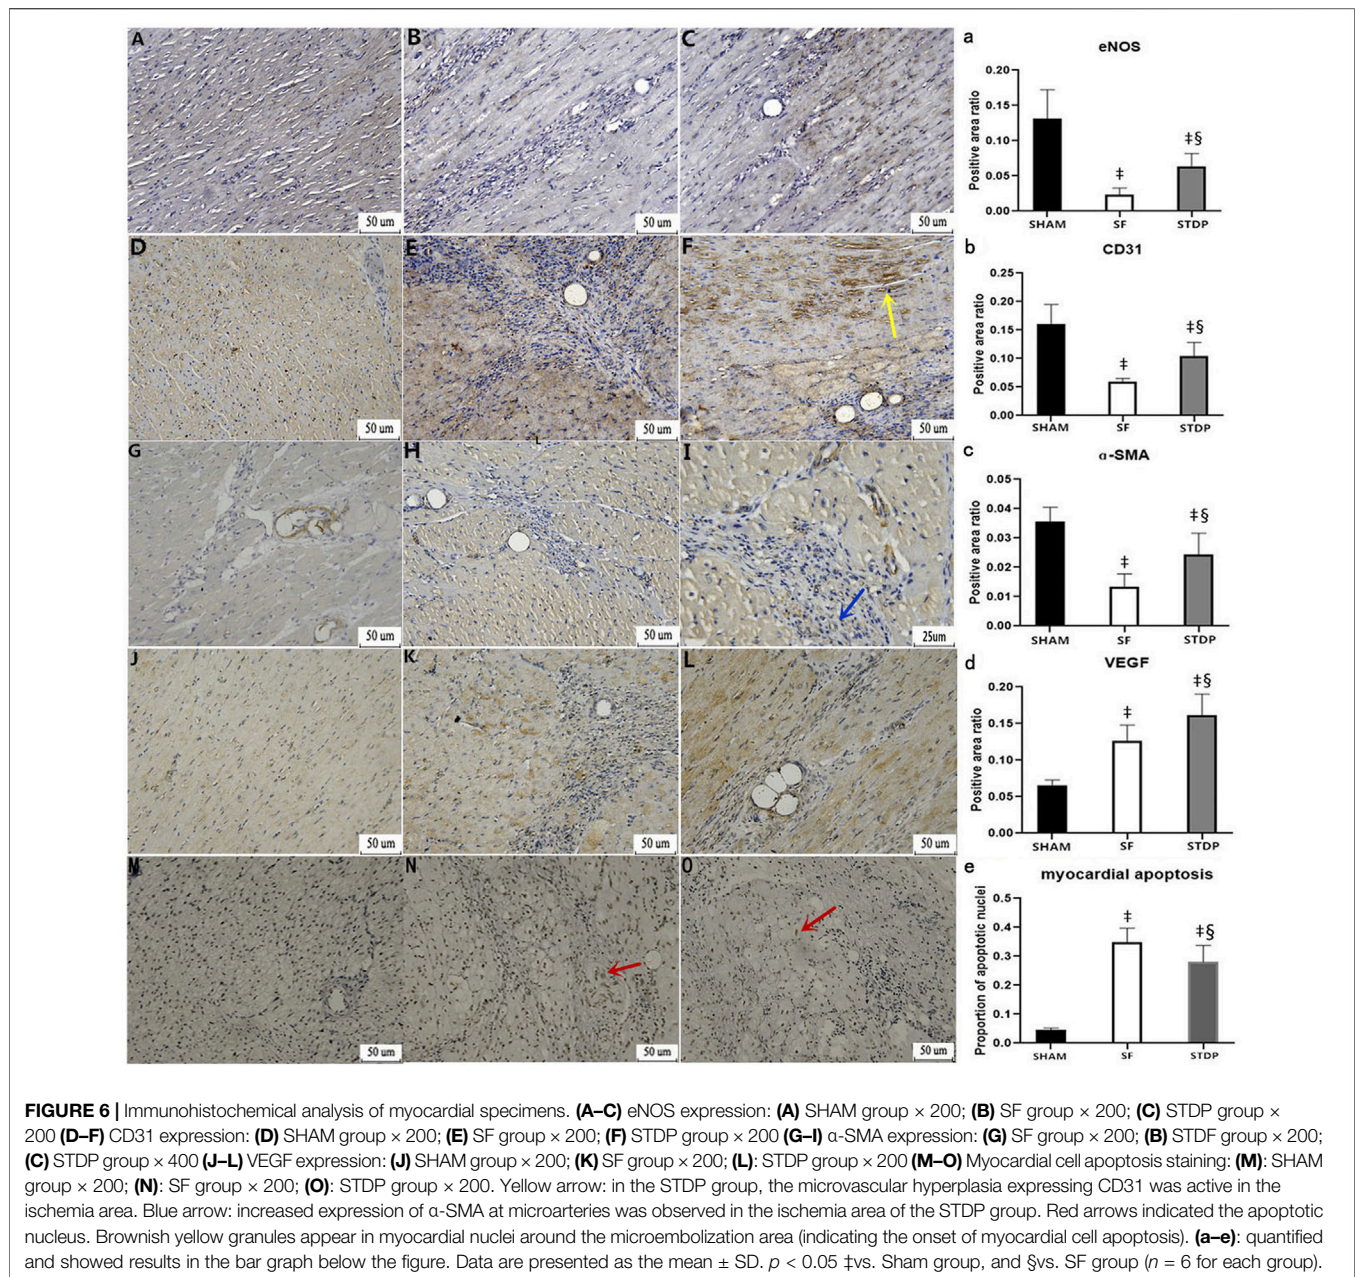 A
B
C
50 um
50 um
50 um
a
eNOS
Positive area ratio
0.20
0.15
0.10
0.05
0.00
‡
‡§
SHAM
SF
STDP
D
E
F
50 um
50 um
50 um
b
CD31
Positive area ratio
0.25
0.20
0.15
0.10
0.05
0.00
‡
‡§
SHAM
SF
STDP
G
H
I
50 um
50 um
25um
c
α-SMA
Positive area ratio
0.05
0.04
0.03
0.02
0.01
0.00
‡
‡§
SHAM
SF
STDP
J
K
L
50 um
50 um
50 um
d
VEGF
Positive area ratio
0.20
0.15
0.10
0.05
0.00
‡
‡§
SHAM
SF
STDP
M
N
O
50 um
50 um
50 um
e
myocardial apoptosis
Proportion of apoptotic nuclei
0.5
0.4
0.3
0.2
0.1
0.0
‡
‡§
SHAM
SF
STDP
FIGURE 6 | Immunohistochemical analysis of myocardial specimens. (A–C) eNOS expression: (A) SHAM group × 200; (B) SF group × 200; (C) STDP group ×
200 (D–F) CD31 expression: (D) SHAM group × 200; (E) SF group × 200; (F) STDP group × 200 (G–I) α-SMA expression: (G) SF group × 200; (B) STDF group × 200;
(C) STDP group × 400 (J–L) VEGF expression: (J) SHAM group × 200; (K) SF group × 200; (L): STDP group × 200 (M–O) Myocardial cell apoptosis staining: (M): SHAM
group × 200; (N): SF group × 200; (O): STDP group × 200. Yellow arrow: in the STDP group, the microvascular hyperplasia expressing CD31 was active in the
ischemia area. Blue arrow: increased expression of α-SMA at microarteries was observed in the ischemia area of the STDP group. Red arrows indicated the apoptotic
nucleus. Brownish yellow granules appear in myocardial nuclei around the microembolization area (indicating the onset of myocardial cell apoptosis). (a–e): quantified
and showed results in the bar graph below the figure. Data are presented as the mean ± SD. p < 0.05 ‡vs. Sham group, and §vs. SF group (n = 6 for each group).